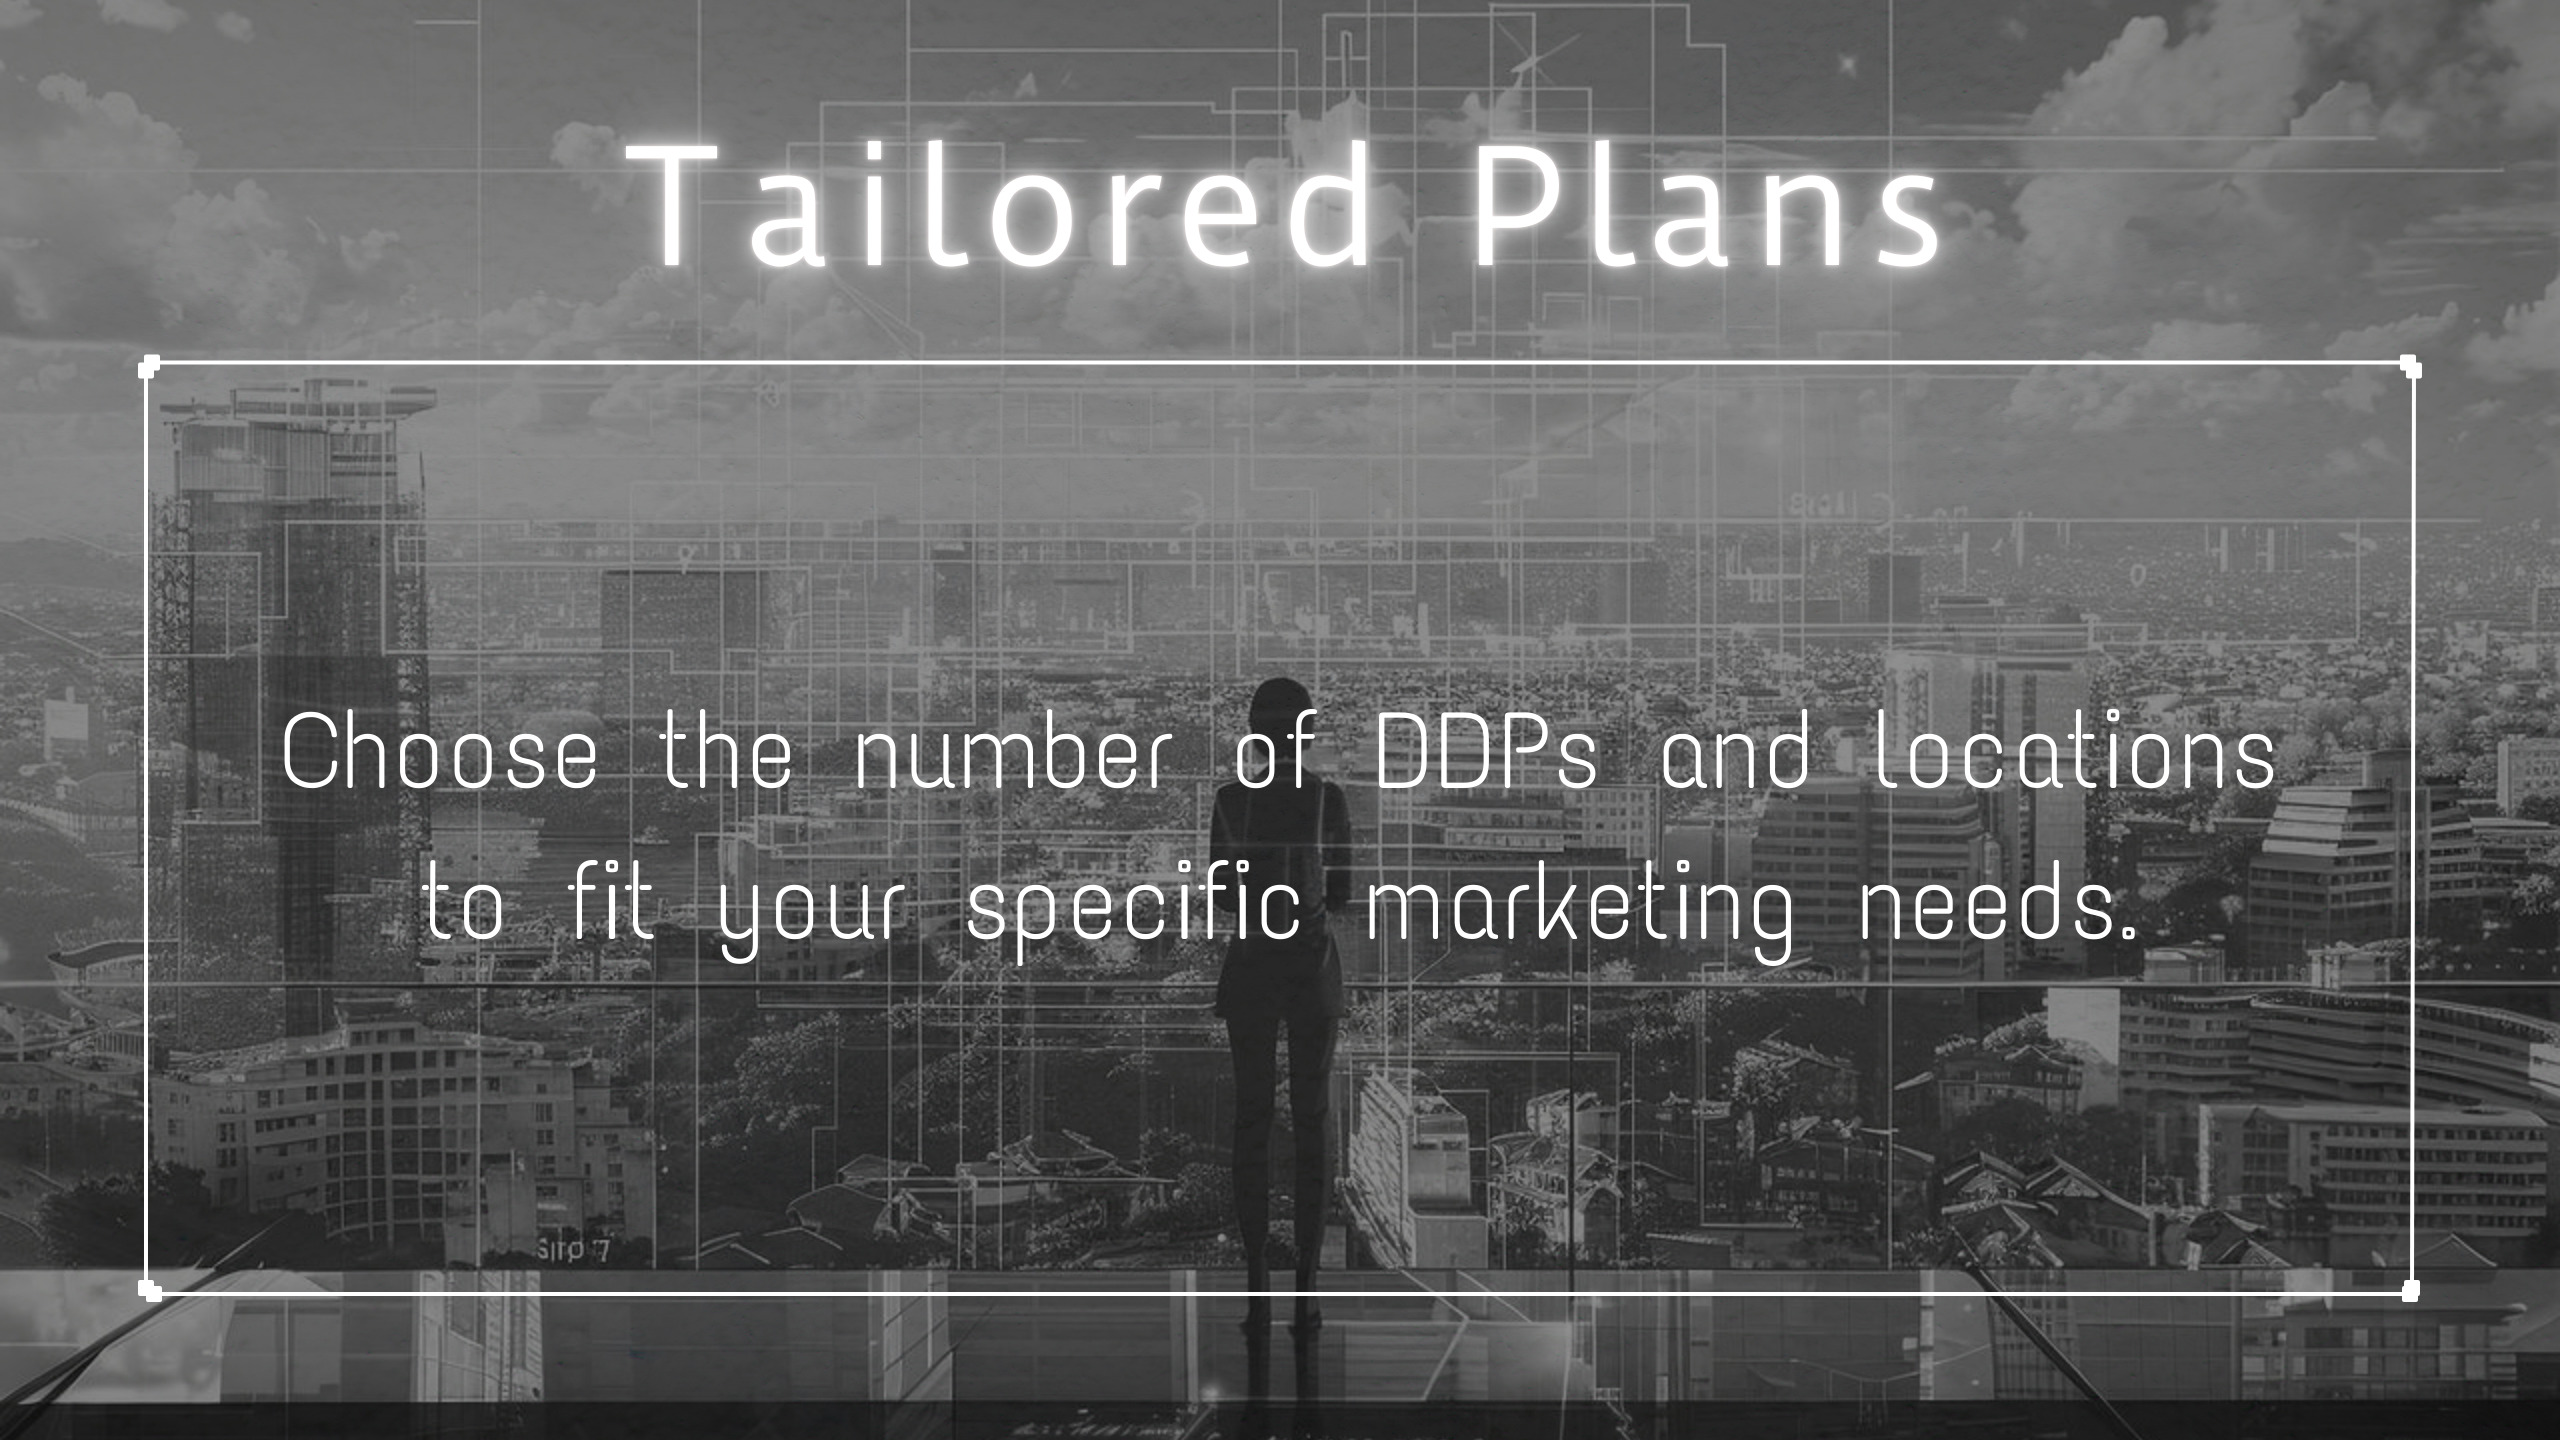 Tailored Plans
Choose the number of DDPs and locations
to fit your specific marketing needs.